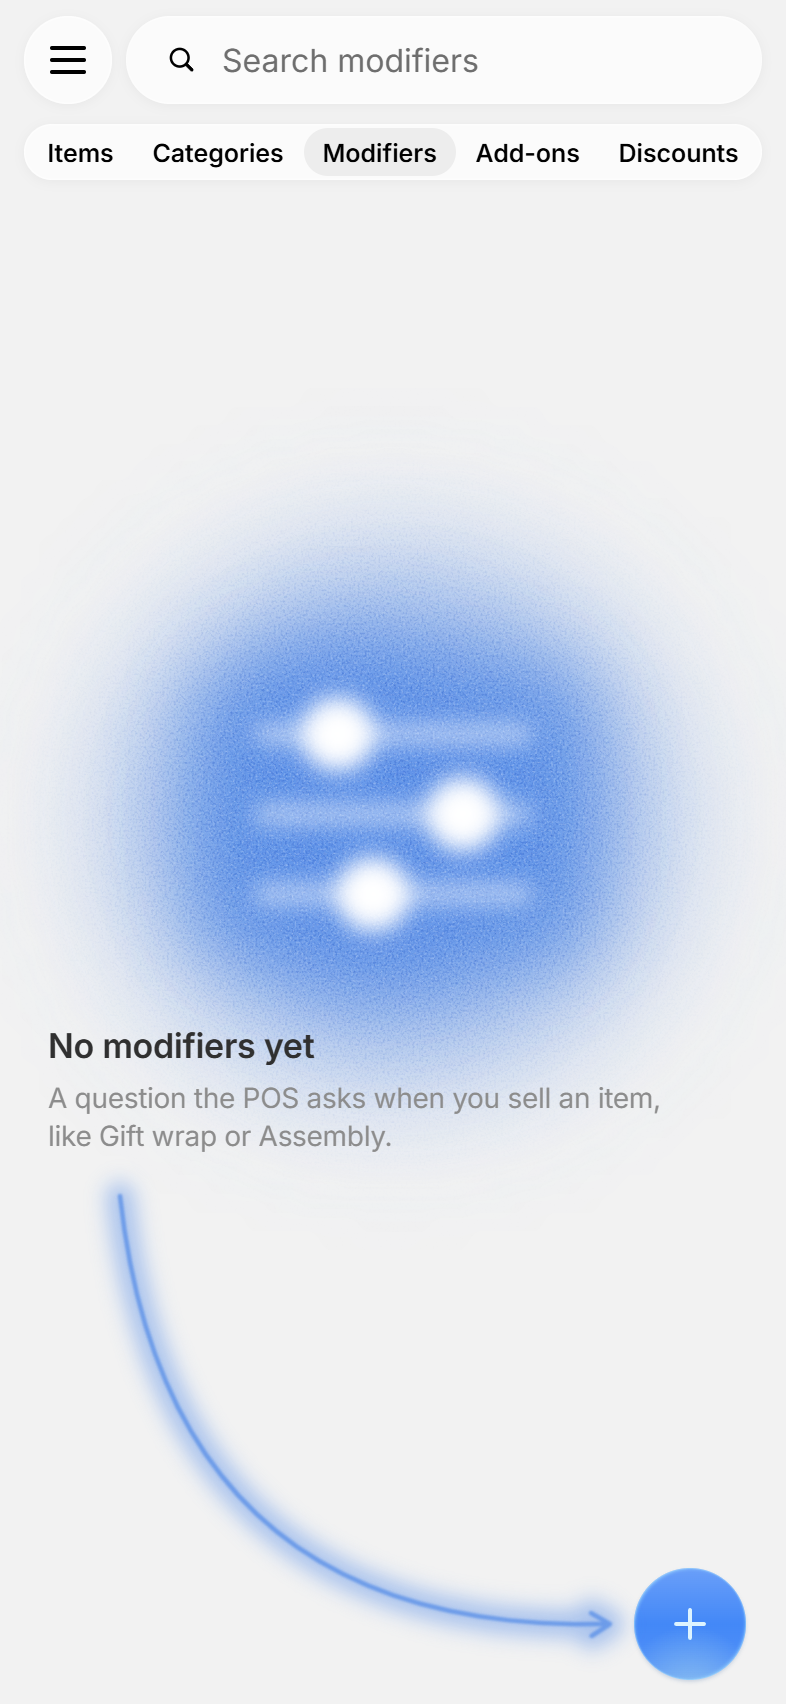 Search modifiers
Items Categories Modifiers Add-ons Discounts
No modifiers yet
A question the POS asks when you sell an item,
like Gift wrap or Assembly.